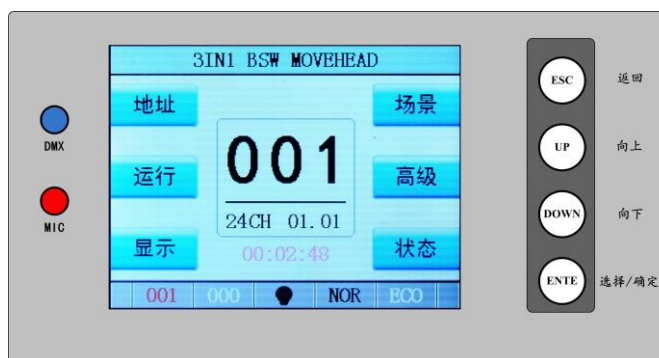 3IN1 BSW MOVEHEAD
地址
场景
001
运行
高级
24CH 01.01
显示
00:02:48
状态
001 000 NOR ECO
DMX
MIC
ESC 返回
UP 向上
DOWN 向下
ENTE 选择/确定